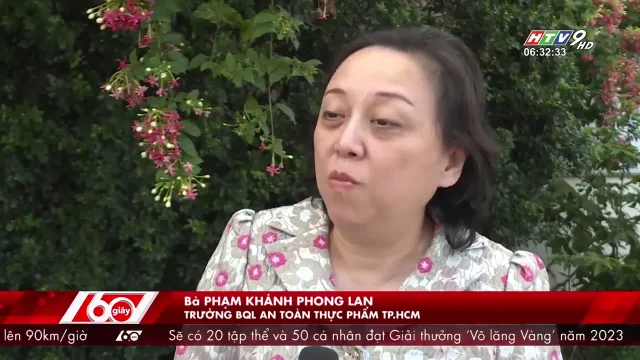 HTV9 HD
06:32:33
60 giây
Bà PHẠM KHÁNH PHONG LAN
TRƯỞNG BQL AN TOÀN THỰC PHẨM TP.HCM
lên 90km/giờ
Sẽ có 20 tập thể và 50 cá nhân đạt Giải thưởng ‘Vô lăng Vàng’ năm 2023